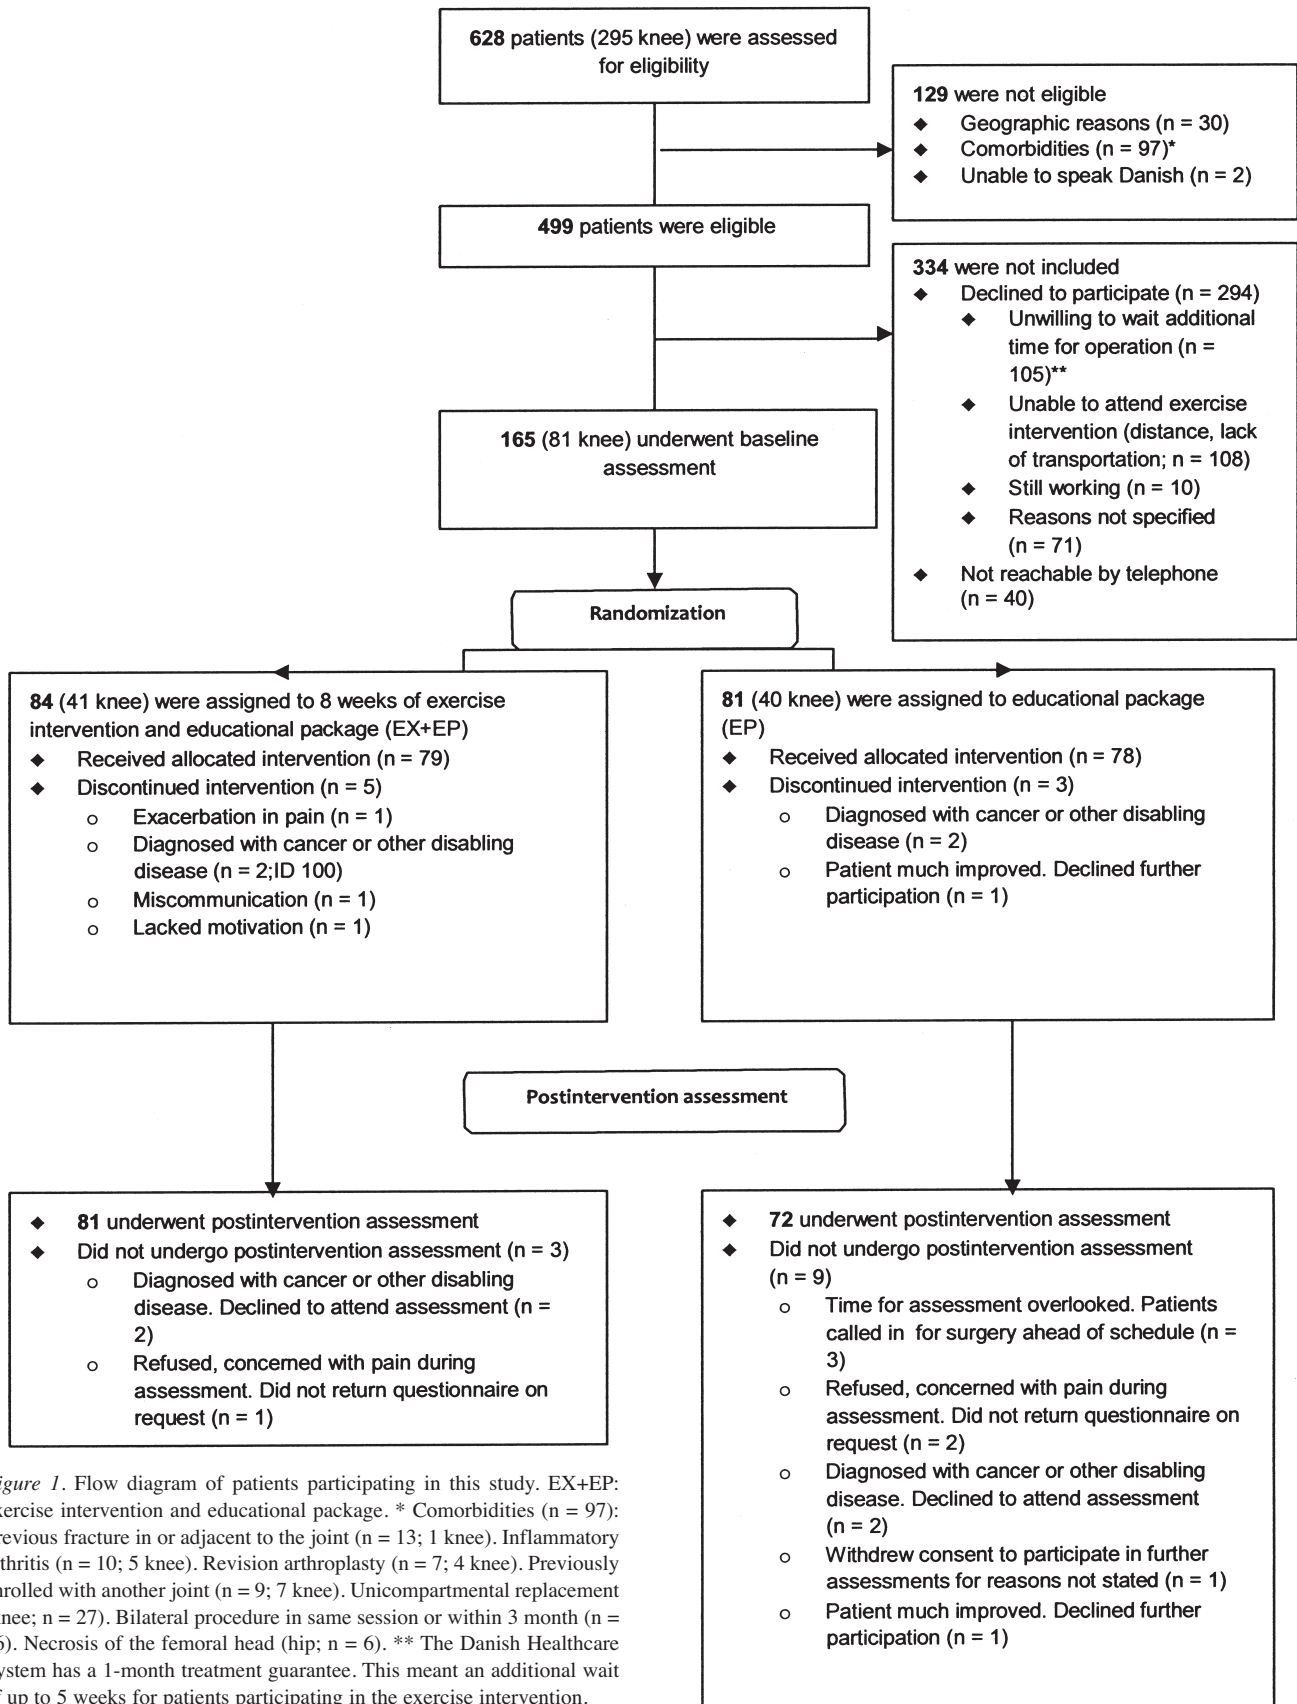 628 patients (295 knee) were assessed
for eligibility
129 were not eligible
◆ Geographic reasons (n = 30)
◆ Comorbidities (n = 97)*
◆ Unable to speak Danish (n = 2)
499 patients were eligible
334 were not included
◆ Declined to participate (n = 294)
◆ Unwilling to wait additional
time for operation (n =
105)**
◆ Unable to attend exercise
intervention (distance, lack
of transportation; n = 108)
◆ Still working (n = 10)
◆ Reasons not specified
(n = 71)
◆ Not reachable by telephone
(n = 40)
165 (81 knee) underwent baseline
assessment
Randomization
84 (41 knee) were assigned to 8 weeks of exercise
intervention and educational package (EX+EP)
◆ Received allocated intervention (n = 79)
◆ Discontinued intervention (n = 5)
o Exacerbation in pain (n = 1)
o Diagnosed with cancer or other disabling
disease (n = 2;ID 100)
o Miscommunication (n = 1)
o Lacked motivation (n = 1)
81 (40 knee) were assigned to educational package
(EP)
◆ Received allocated intervention (n = 78)
◆ Discontinued intervention (n = 3)
o Diagnosed with cancer or other disabling
disease (n = 2)
o Patient much improved. Declined further
participation (n = 1)
Postintervention assessment
◆ 81 underwent postintervention assessment
◆ Did not undergo postintervention assessment (n = 3)
o Diagnosed with cancer or other disabling
disease. Declined to attend assessment (n =
2)
o Refused, concerned with pain during
assessment. Did not return questionnaire on
request (n = 1)
◆ 72 underwent postintervention assessment
◆ Did not undergo postintervention assessment
(n = 9)
o Time for assessment overlooked. Patients
called in for surgery ahead of schedule (n =
3)
o Refused, concerned with pain during
assessment. Did not return questionnaire on
request (n = 2)
o Diagnosed with cancer or other disabling
disease. Declined to attend assessment
(n = 2)
o Withdrew consent to participate in further
assessments for reasons not stated (n = 1)
o Patient much improved. Declined further
participation (n = 1)
igure 1. Flow diagram of patients participating in this study. EX+EP:
xercise intervention and educational package. * Comorbidities (n = 97):
revious fracture in or adjacent to the joint (n = 13; 1 knee). Inflammatory
rthritis (n = 10; 5 knee). Revision arthroplasty (n = 7; 4 knee). Previously
nrolled with another joint (n = 9; 7 knee). Unicompartmental replacement
nee; n = 27). Bilateral procedure in same session or within 3 month (n =
6). Necrosis of the femoral head (hip; n = 6). ** The Danish Healthcare
ystem has a 1-month treatment guarantee. This meant an additional wait
f up to 5 weeks for patients participating in the exercise intervention.